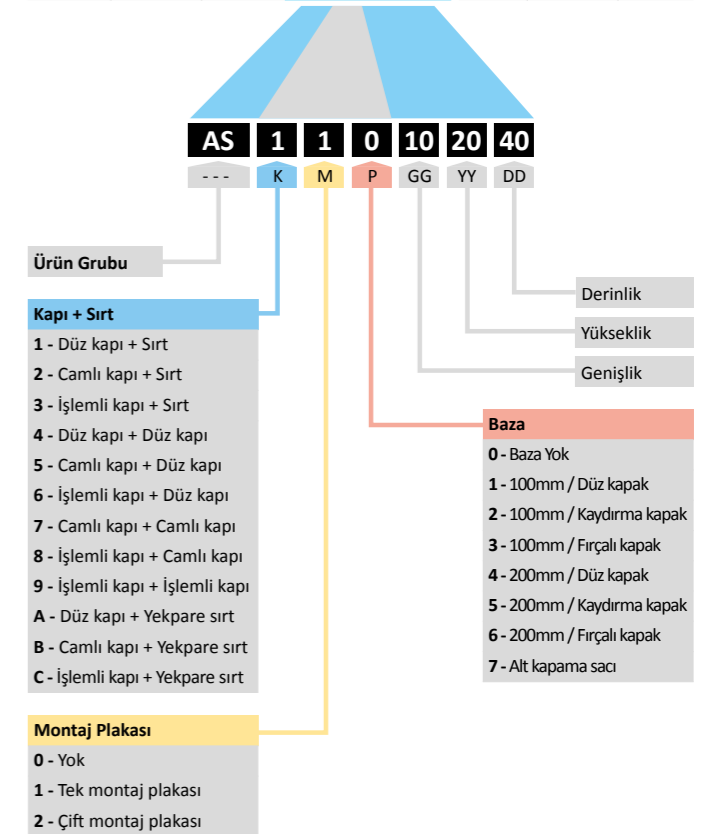 AS 1 1 0 10 20 40
--- K M P GG YY DD
Ürün Grubu
Derinlik
Yükseklik
Genişlik
Kapı + Sırt
1 - Düz kapı + Sırt
2 - Camlı kapı + Sırt
3 - İşlemli kapı + Sırt
4 - Düz kapı + Düz kapı
5 - Camlı kapı + Düz kapı
6 - İşlemli kapı + Düz kapı
7 - Camlı kapı + Camlı kapı
8 - İşlemli kapı + Camlı kapı
9 - İşlemli kapı + İşlemli kapı
A - Düz kapı + Yekpare sırt
B - Camlı kapı + Yekpare sırt
C - İşlemli kapı + Yekpare sırt
Baza
0 - Baza Yok
1 - 100mm / Düz kapak
2 - 100mm / Kaydırma kapak
3 - 100mm / Fırçalı kapak
4 - 200mm / Düz kapak
5 - 200mm / Kaydırma kapak
6 - 200mm / Fırçalı kapak
7 - Alt kapama sacı
Montaj Plakası
0 - Yok
1 - Tek montaj plakası
2 - Çift montaj plakası